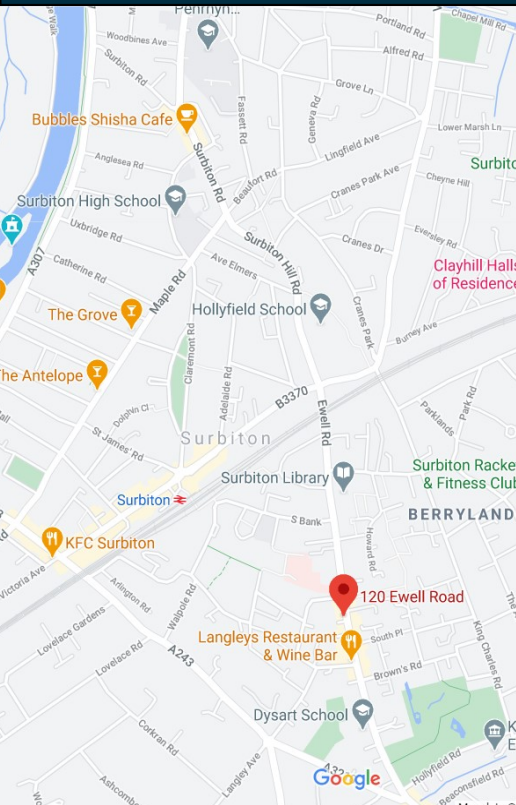 Penrhyn...
Chapel Mill Rd
Portland Rd
Woodbines Ave
Alfred Rd
Surbiton Rd
Grove Ln
Fassett Rd
Geneva Rd
Bubbles Shisha Cafe
Lower Marsh Ln
Lingfield Ave
Surbiton Rd
Anglesea Rd
Surbito
Beaufort Rd
Cranes Park Ave
Cheyne Hill
Surbiton High School
Uxbridge Rd
Surbiton Hill Rd
Cranes Dr
Eversley Rd
A307
Catherine Rd
Ave Elmers
Clayhill Halls
of Residence
Maple Rd
The Grove
Hollyfield School
Cranes Park
Burney Ave
Claremont Rd
The Antelope
Adelaide Rd
B3370
Parklands
Park Rd
Dolphin Ct
Ewell Rd
St James' Rd
Surbiton
Surbiton Library
Surbiton Racke
& Fitness Club
Surbiton
BERRYLAND
S Bank
Howard Rd
KFC Surbiton
Victoria Ave
Arlington Rd
Walpole Rd
120 Ewell Road
Lovelace Gardens
Langleys Restaurant
& Wine Bar
South Pl
King Charles Rd
Lovelace Rd
A243
Brown's Rd
Dysart School
Corkran Rd
Langley Ave
Hollyfield Rd
Google
Ashcombe
Beaconsfield Rd